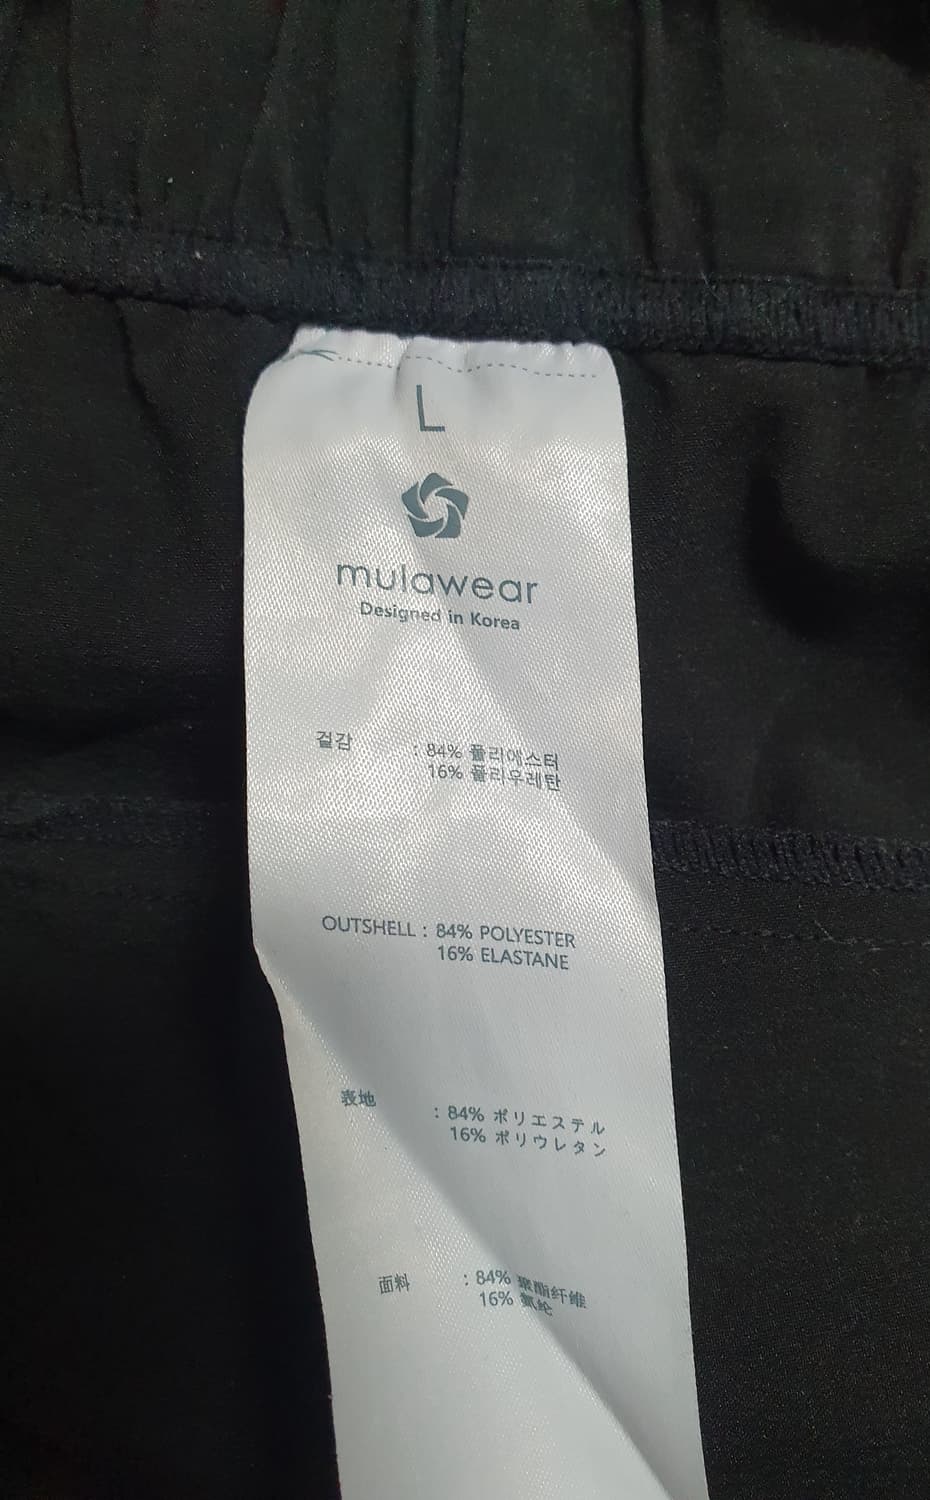 L
mulawear
Designed in Korea
겉감 : 84% 폴리에스터
16% 폴리우레탄
OUTSHELL : 84% POLYESTER
16% ELASTANE
表地 : 84% ポリエステル
16% ポリウレタン
面料 : 84% 聚酯纤维
16% 氨纶